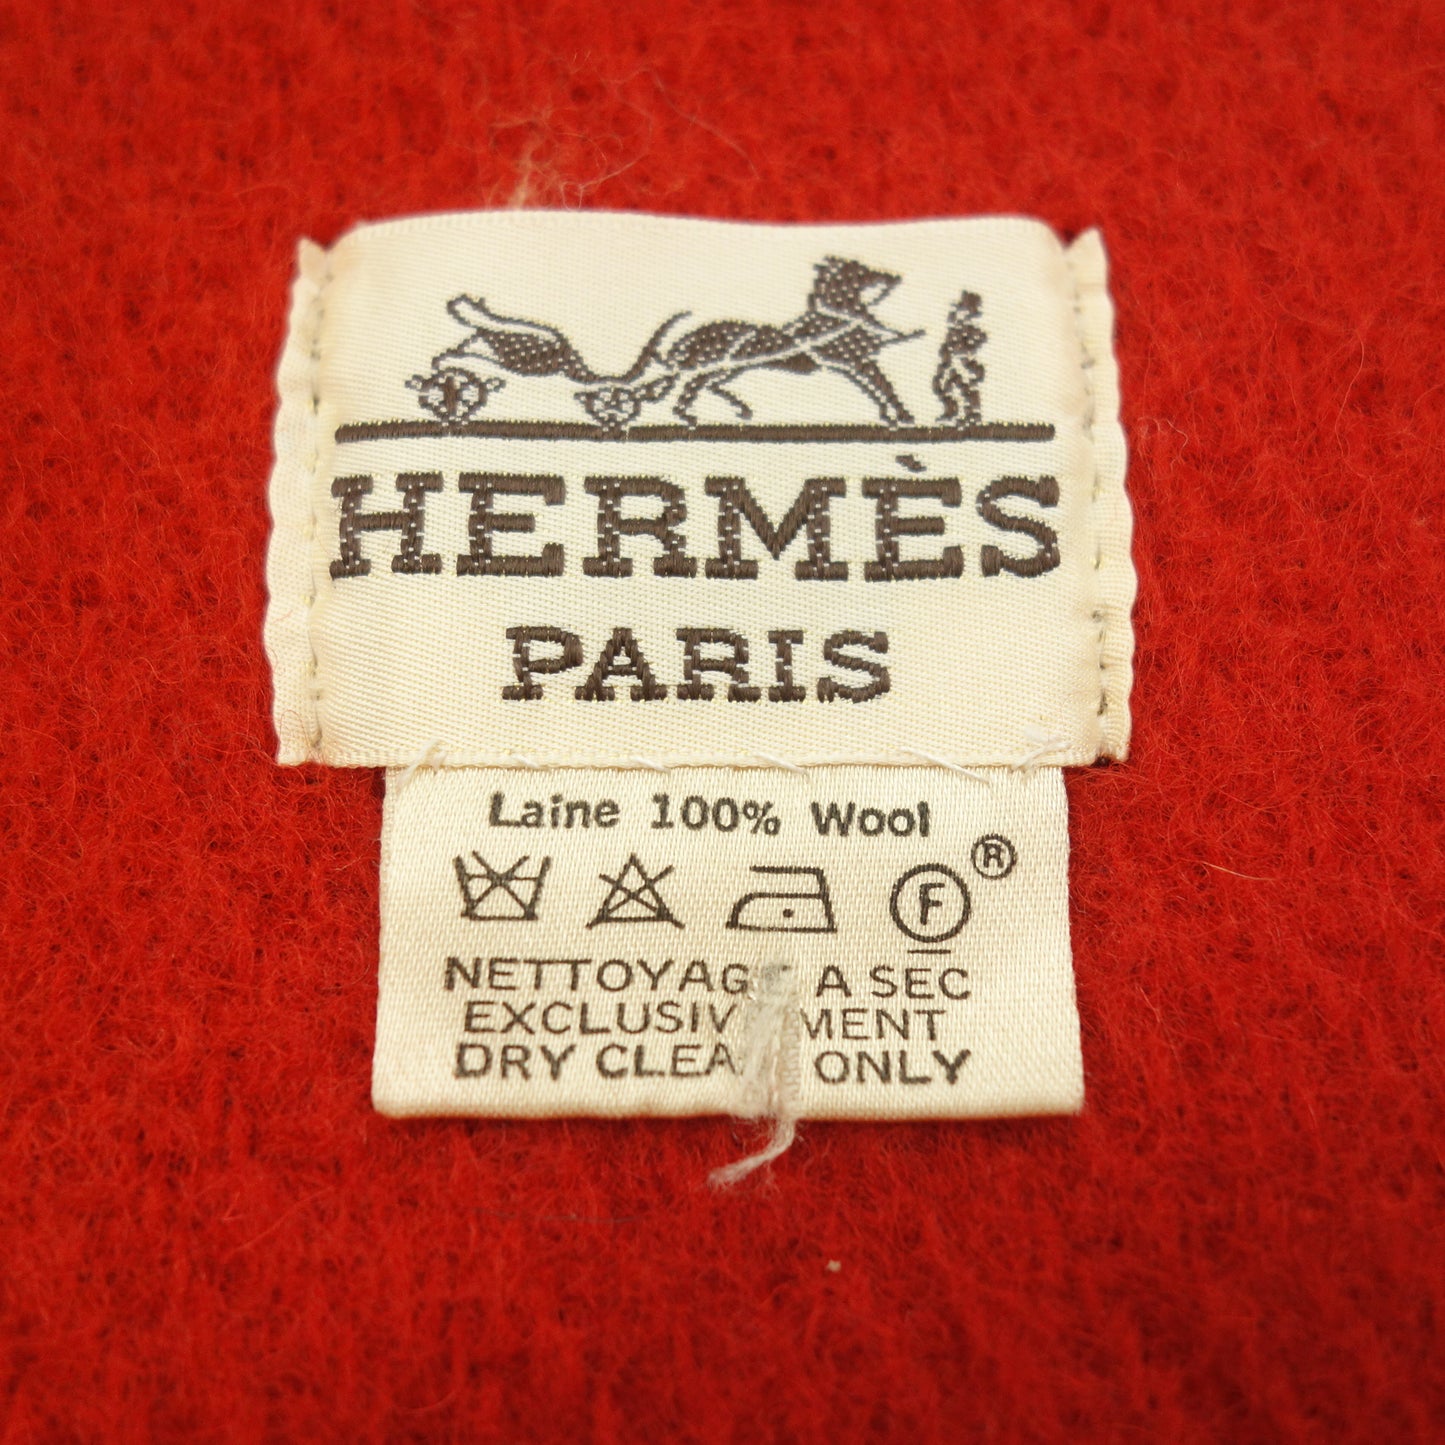 HERMÈS
PARIS
Laine 100% Wool
F ®
NETTOYAGE A SEC
EXCLUSIVEMENT
DRY CLEAN ONLY